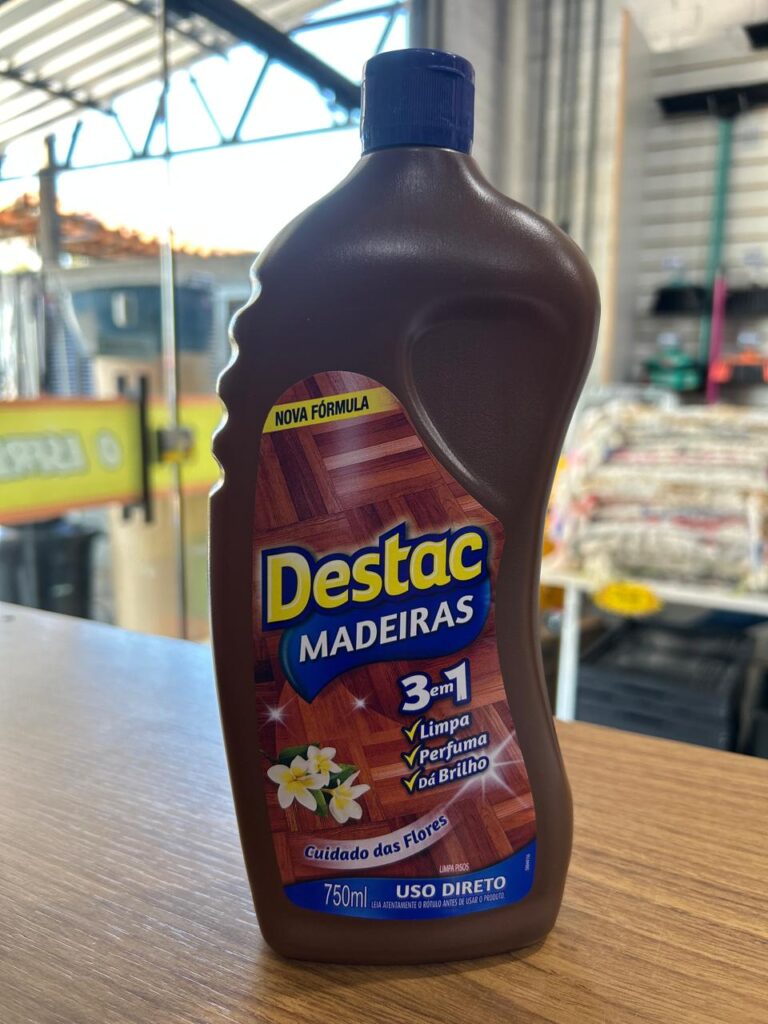 NOVA FÓRMULA
Destac
MADEIRAS
3em1
Limpa
Perfuma
Dá Brilho
Cuidado das Flores
LIMPA PISOS
750ml USO DIRETO
LEIA ATENTAMENTE O RÓTULO ANTES DE USAR O PRODUTO.